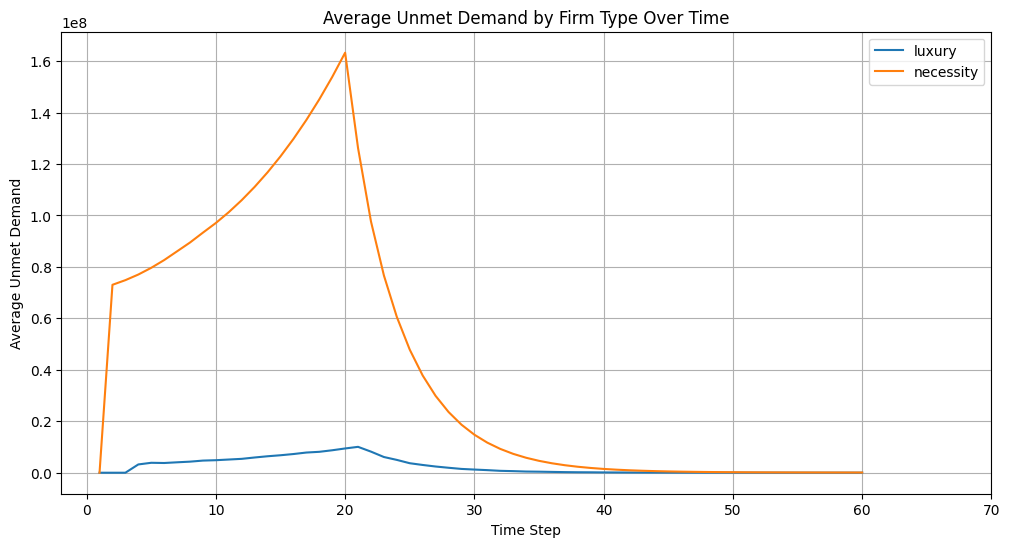 Average Unmet Demand by Firm Type Over Time
1e8
luxury
necessity
1.6
1.4
1.2
1.0
0.8
0.6
0.4
0.2
0.0
Average Unmet Demand
0 10 20 30 40 50 60 70
Time Step